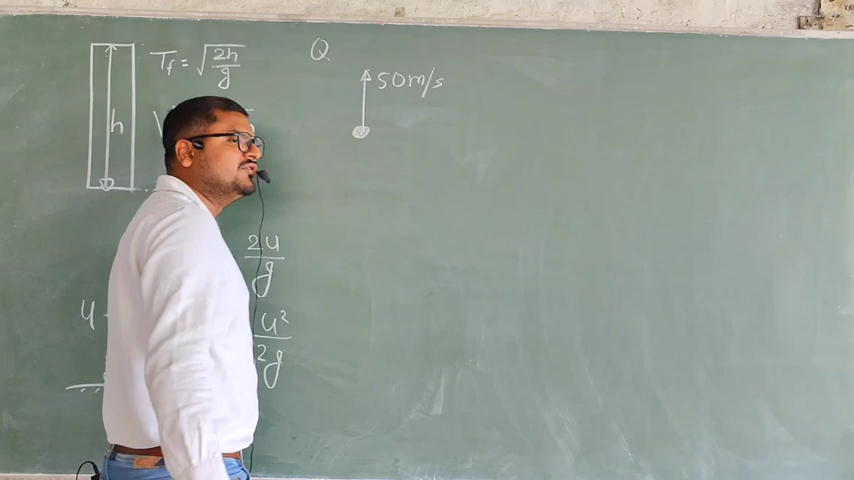 T_f = √(2h/g)
h
2u/g
u
u²/2g
Q.
50m/s